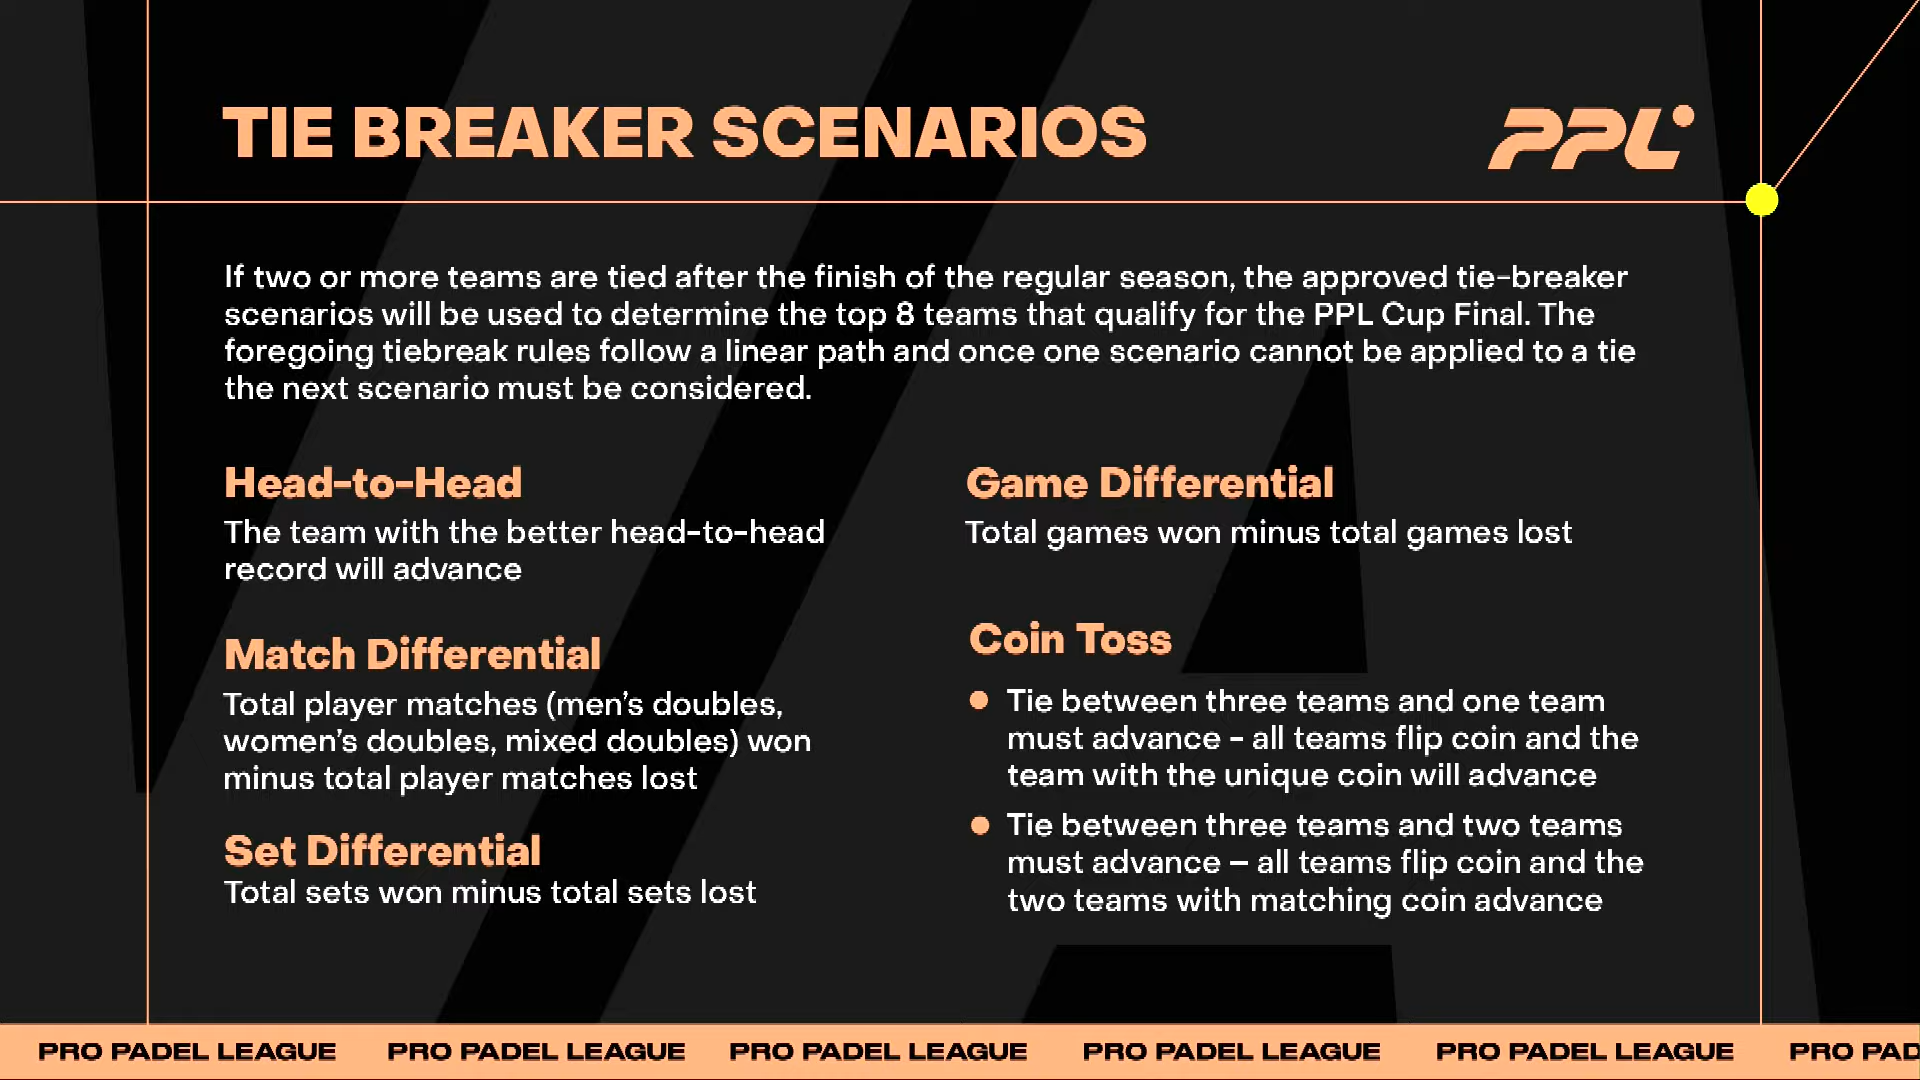 TIE BREAKER SCENARIOS
PPL
If two or more teams are tied after the finish of the regular season, the approved tie-breaker
scenarios will be used to determine the top 8 teams that qualify for the PPL Cup Final. The
foregoing tiebreak rules follow a linear path and once one scenario cannot be applied to a tie
the next scenario must be considered.
Head-to-Head
The team with the better head-to-head
record will advance
Match Differential
Total player matches (men’s doubles,
women’s doubles, mixed doubles) won
minus total player matches lost
Set Differential
Total sets won minus total sets lost
Game Differential
Total games won minus total games lost
Coin Toss
Tie between three teams and one team
must advance - all teams flip coin and the
team with the unique coin will advance
Tie between three teams and two teams
must advance – all teams flip coin and the
two teams with matching coin advance
PRO PADEL LEAGUE PRO PADEL LEAGUE PRO PADEL LEAGUE PRO PADEL LEAGUE PRO PADEL LEAGUE PRO PAD